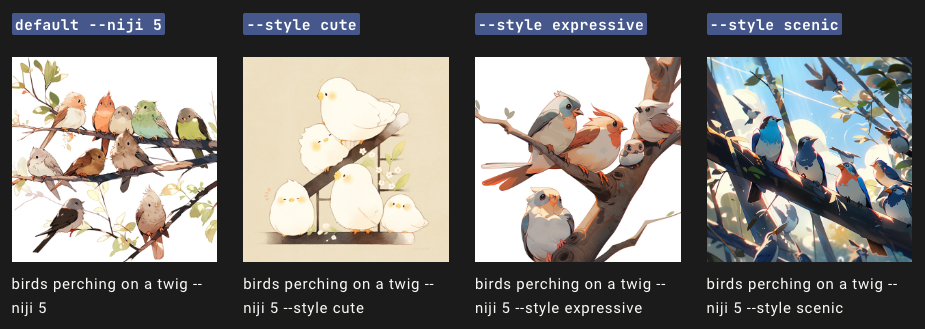 default --niji 5
--style cute
--style expressive
--style scenic
birds perching on a twig --
niji 5
birds perching on a twig --
niji 5 --style cute
birds perching on a twig --
niji 5 --style expressive
birds perching on a twig --
niji 5 --style scenic